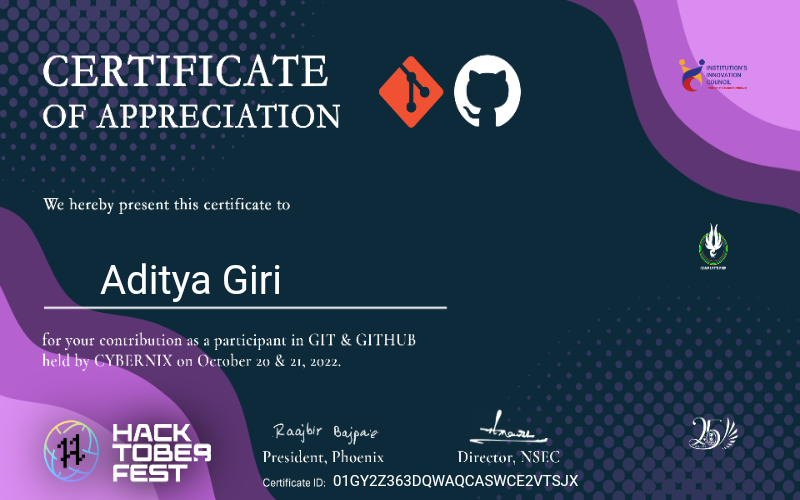 CERTIFICATE
OF APPRECIATION
INSTITUTION'S
INNOVATION
COUNCIL
We hereby present this certificate to
Aditya Giri
for your contribution as a participant in GIT & GITHUB
held by CYBERNIX on October 20 & 21, 2022.
HACK
TOBER
FEST
Raajbir Bajpaie
President, Phoenix
Director, NSEC
25
Certificate ID: 01GY2Z363DQWAQCASWCE2VTSJX